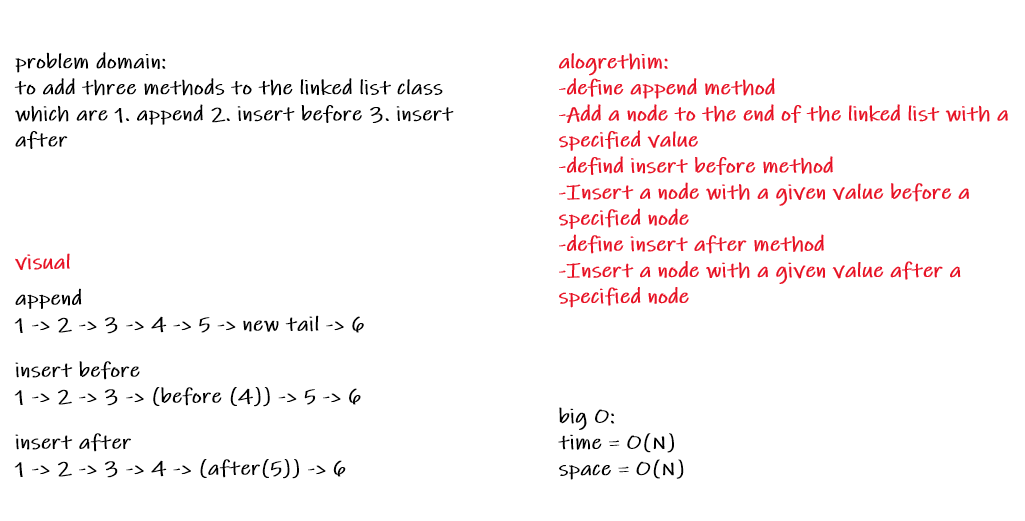 problem domain:
to add three methods to the linked list class
which are 1. append 2. insert before 3. insert
after
visual
append
1 -> 2 -> 3 -> 4 -> 5 -> new tail -> 6
insert before
1 -> 2 -> 3 -> (before (4)) -> 5 -> 6
insert after
1 -> 2 -> 3 -> 4 -> (after(5)) -> 6
alogrethim:
-define append method
-Add a node to the end of the linked list with a
specified value
-defind insert before method
-Insert a node with a given value before a
specified node
-define insert after method
-Insert a node with a given value after a
specified node
big O:
time = O(N)
space = O(N)